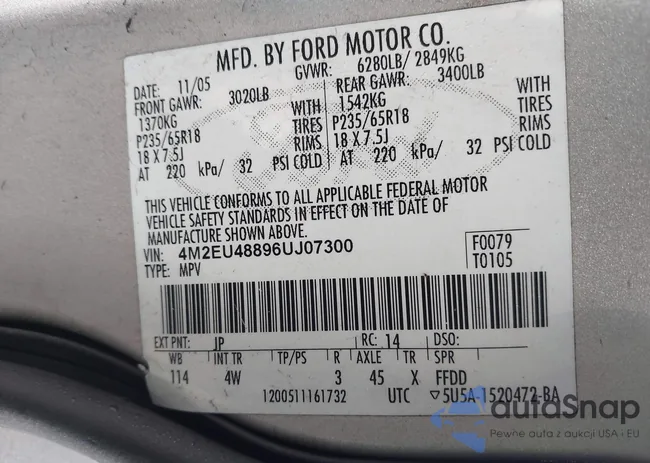 MFD. BY FORD MOTOR CO.
DATE: 11/05 GVWR: 6280LB/ 2849KG
FRONT GAWR: 3020LB REAR GAWR: 3400LB
1370KG WITH 1542KG WITH
P235/65R18 TIRES P235/65R18 TIRES
18 X 7.5J RIMS 18 X 7.5J RIMS
AT 220 kPa/ 32 PSI COLD AT 220 kPa/ 32 PSI COLD
THIS VEHICLE CONFORMS TO ALL APPLICABLE FEDERAL MOTOR
VEHICLE SAFETY STANDARDS IN EFFECT ON THE DATE OF
MANUFACTURE SHOWN ABOVE.
VIN: 4M2EU48896UJ07300 F0079
TYPE: MPV T0105
EXT PNT: JP RC: 14 DSO:
WB INT TR TP/PS R AXLE TR SPR
114 4W 3 45 X FFDD
1200511161732 UTC ▽5U5A-1520472-BA
autoSnap
Pewne auta z aukcji USA i EU